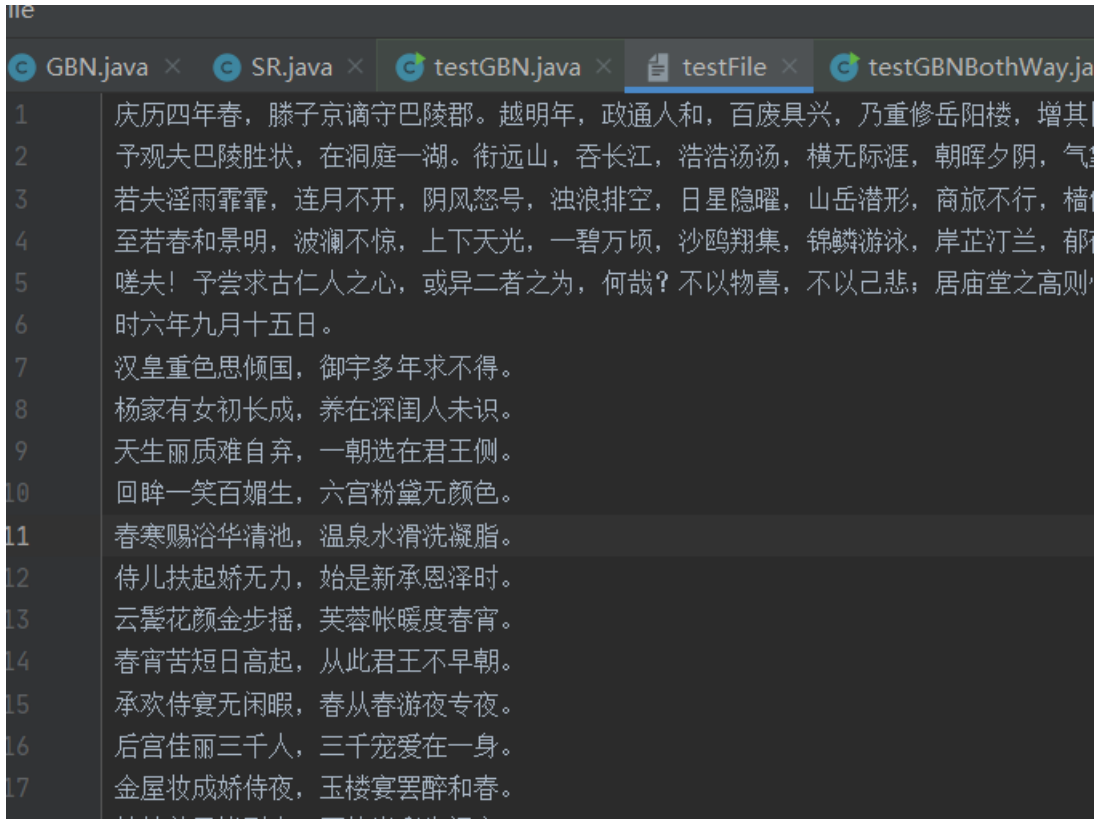 file
GBN.java × SR.java × testGBN.java × testFile × testGBNBothWay.ja
1 庆历四年春，滕子京谪守巴陵郡。越明年，政通人和，百废具兴，乃重修岳阳楼，增其
2 予观夫巴陵胜状，在洞庭一湖。衔远山，吞长江，浩浩汤汤，横无际涯，朝晖夕阴，气
3 若夫淫雨霏霏，连月不开，阴风怒号，浊浪排空，日星隐曜，山岳潜形，商旅不行，樯
4 至若春和景明，波澜不惊，上下天光，一碧万顷，沙鸥翔集，锦鳞游泳，岸芷汀兰，郁
5 嗟夫！予尝求古仁人之心，或异二者之为，何哉？不以物喜，不以己悲；居庙堂之高则
6 时六年九月十五日。
7 汉皇重色思倾国，御宇多年求不得。
8 杨家有女初长成，养在深闺人未识。
9 天生丽质难自弃，一朝选在君王侧。
10 回眸一笑百媚生，六宫粉黛无颜色。
11 春寒赐浴华清池，温泉水滑洗凝脂。
12 侍儿扶起娇无力，始是新承恩泽时。
13 云鬓花颜金步摇，芙蓉帐暖度春宵。
14 春宵苦短日高起，从此君王不早朝。
15 承欢侍宴无闲暇，春从春游夜专夜。
16 后宫佳丽三千人，三千宠爱在一身。
17 金屋妆成娇侍夜，玉楼宴罢醉和春。